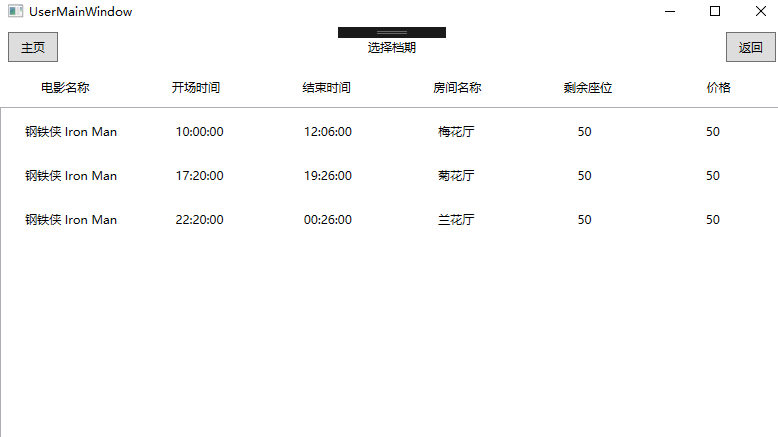 UserMainWindow
主页 选择档期 返回
电影名称 开场时间 结束时间 房间名称 剩余座位 价格
钢铁侠 Iron Man 10:00:00 12:06:00 梅花厅 50 50
钢铁侠 Iron Man 17:20:00 19:26:00 菊花厅 50 50
钢铁侠 Iron Man 22:20:00 00:26:00 兰花厅 50 50